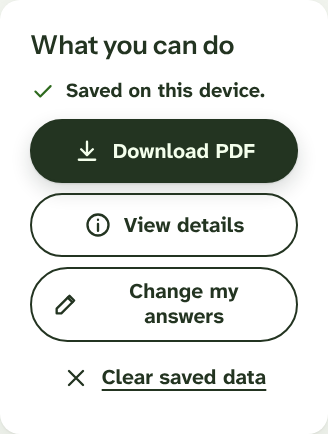 What you can do
Saved on this device.
Download PDF
View details
Change my
answers
Clear saved data